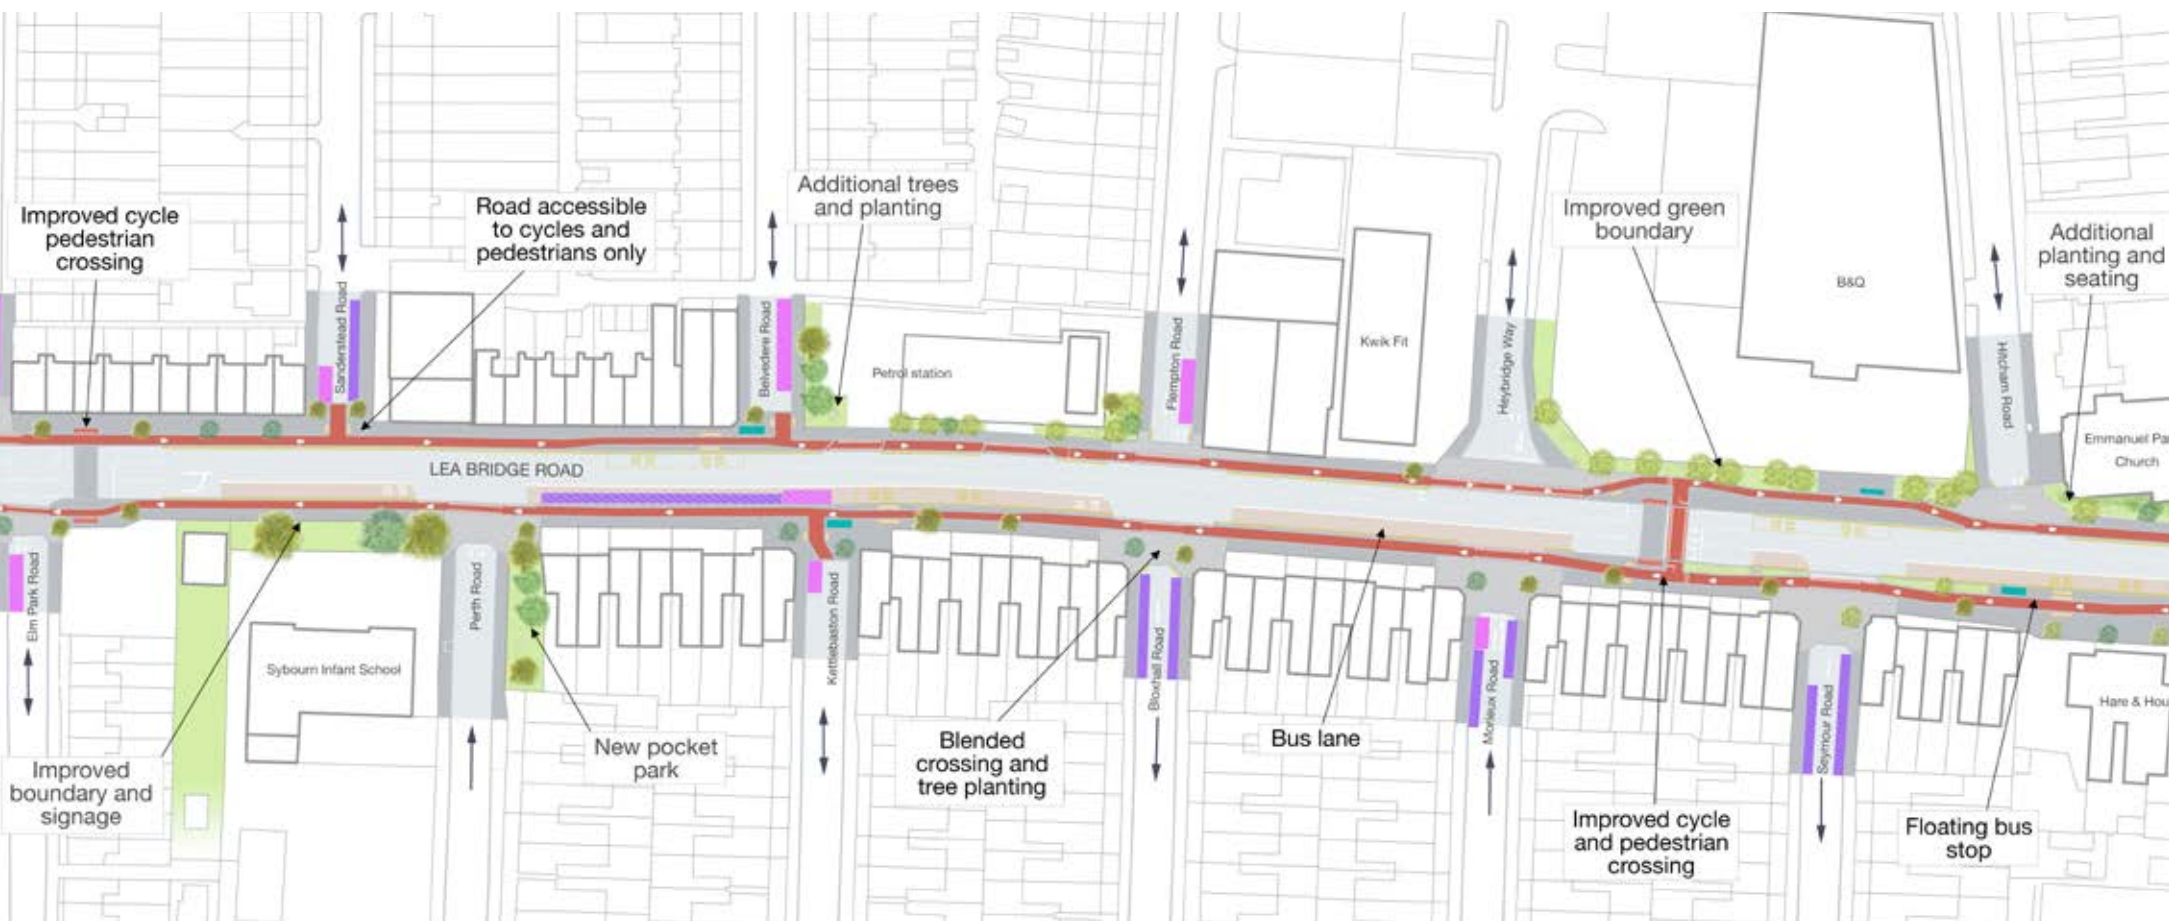 Additional trees
and planting
Improved cycle
pedestrian
crossing
Road accessible
to cycles and
pedestrians only
Improved green
boundary
Additional
planting and
seating
B&Q
Sanderstead Road
Belvedere Road
Flempton Road
Heybridge Way
Hitcham Road
Kwik Fit
Petrol station
Emmanuel Pa
Church
LEA BRIDGE ROAD
Elm Park Road
Perth Road
Kettlebaston Road
Bloxhall Road
Morieux Road
Seymour Road
Sybourn Infant School
Hare & Hou
Improved
boundary and
signage
New pocket
park
Blended
crossing and
tree planting
Bus lane
Improved cycle
and pedestrian
crossing
Floating bus
stop